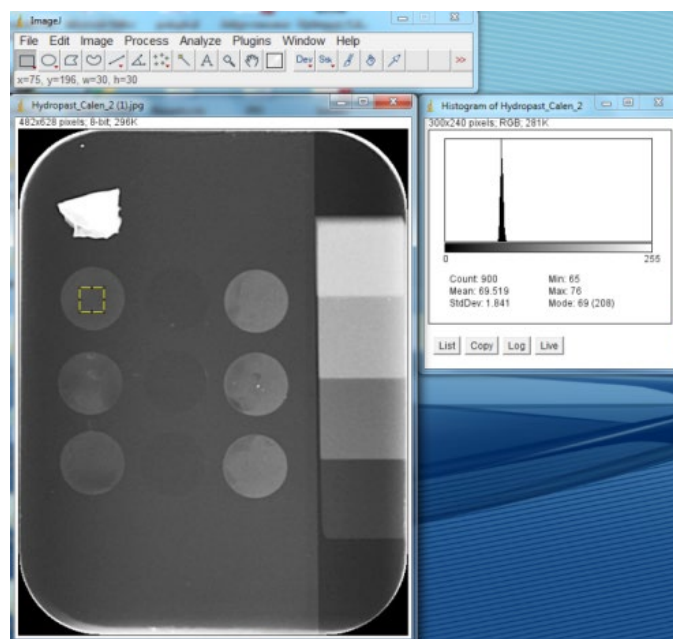 ImageJ
File Edit Image Process Analyze Plugins Window Help
Dev Stk >>
x=75, y=196, w=30, h=30
Hydropast_Calen_2 (1).jpg
482x628 pixels; 8-bit; 296K
Histogram of Hydropast_Calen_2
300x240 pixels; RGB; 281K
0 255
Count: 900 Min: 65
Mean: 69.519 Max: 76
StdDev: 1.841 Mode: 69 (208)
List Copy Log Live